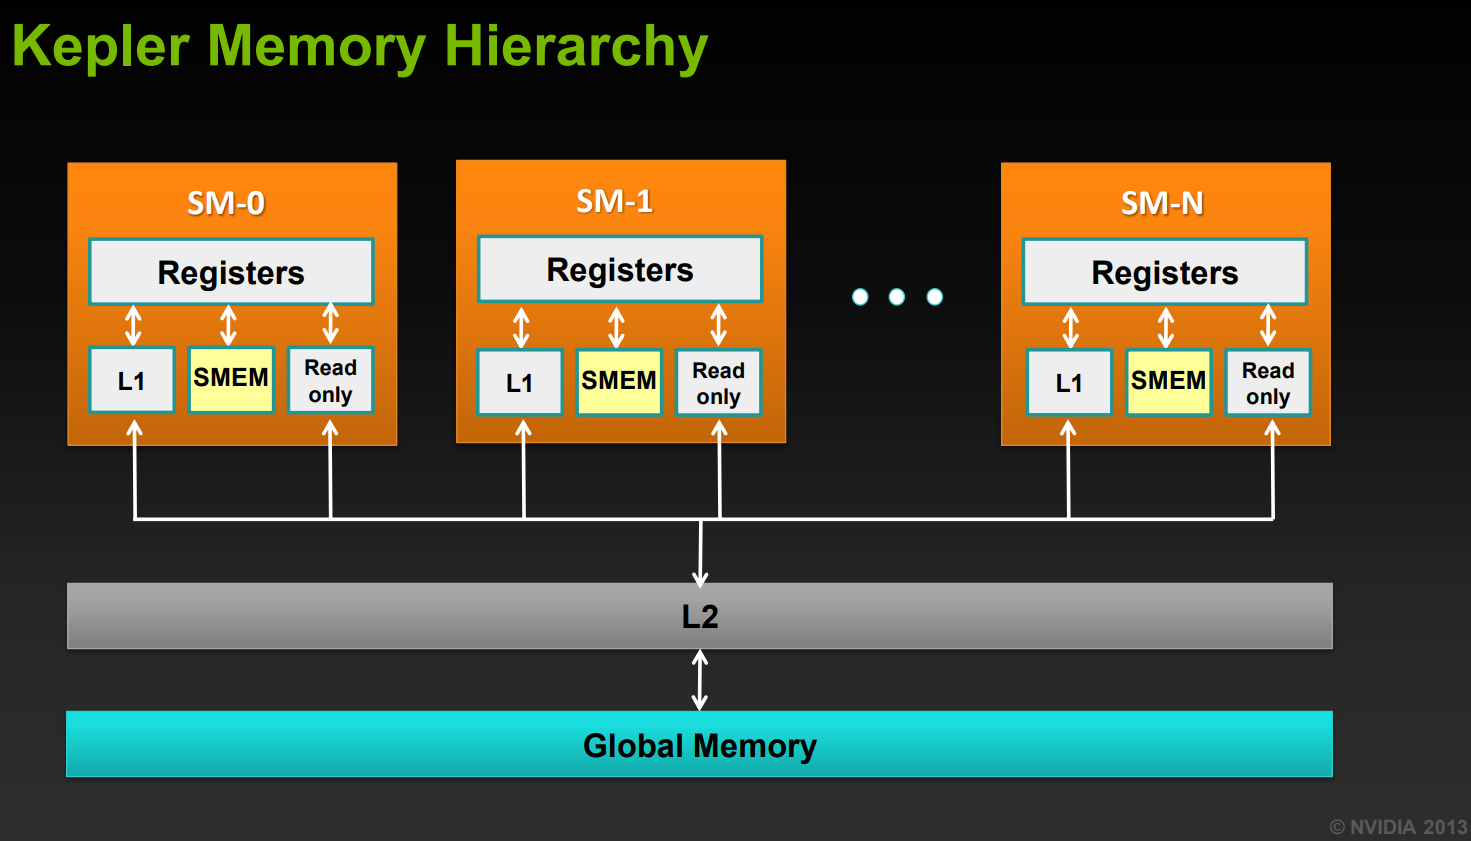 Kepler Memory Hierarchy
SM-0
Registers
L1
SMEM
Read
only
SM-1
Registers
L1
SMEM
Read
only
SM-N
Registers
L1
SMEM
Read
only
L2
Global Memory
© NVIDIA 2013